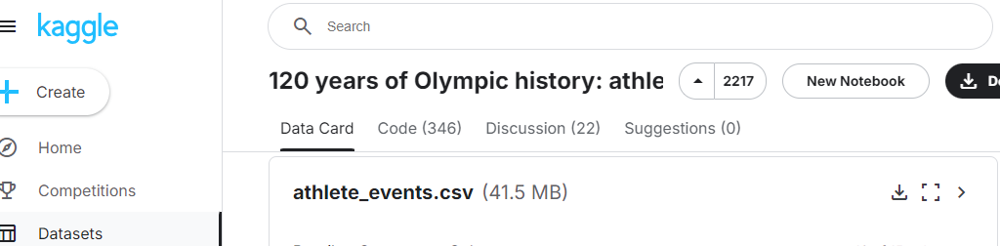 kaggle
Search
120 years of Olympic history: athle
2217
New Notebook
Create
Data Card
Code (346)
Discussion (22)
Suggestions (0)
Home
athlete_events.csv (41.5 MB)
Competitions
Datasets